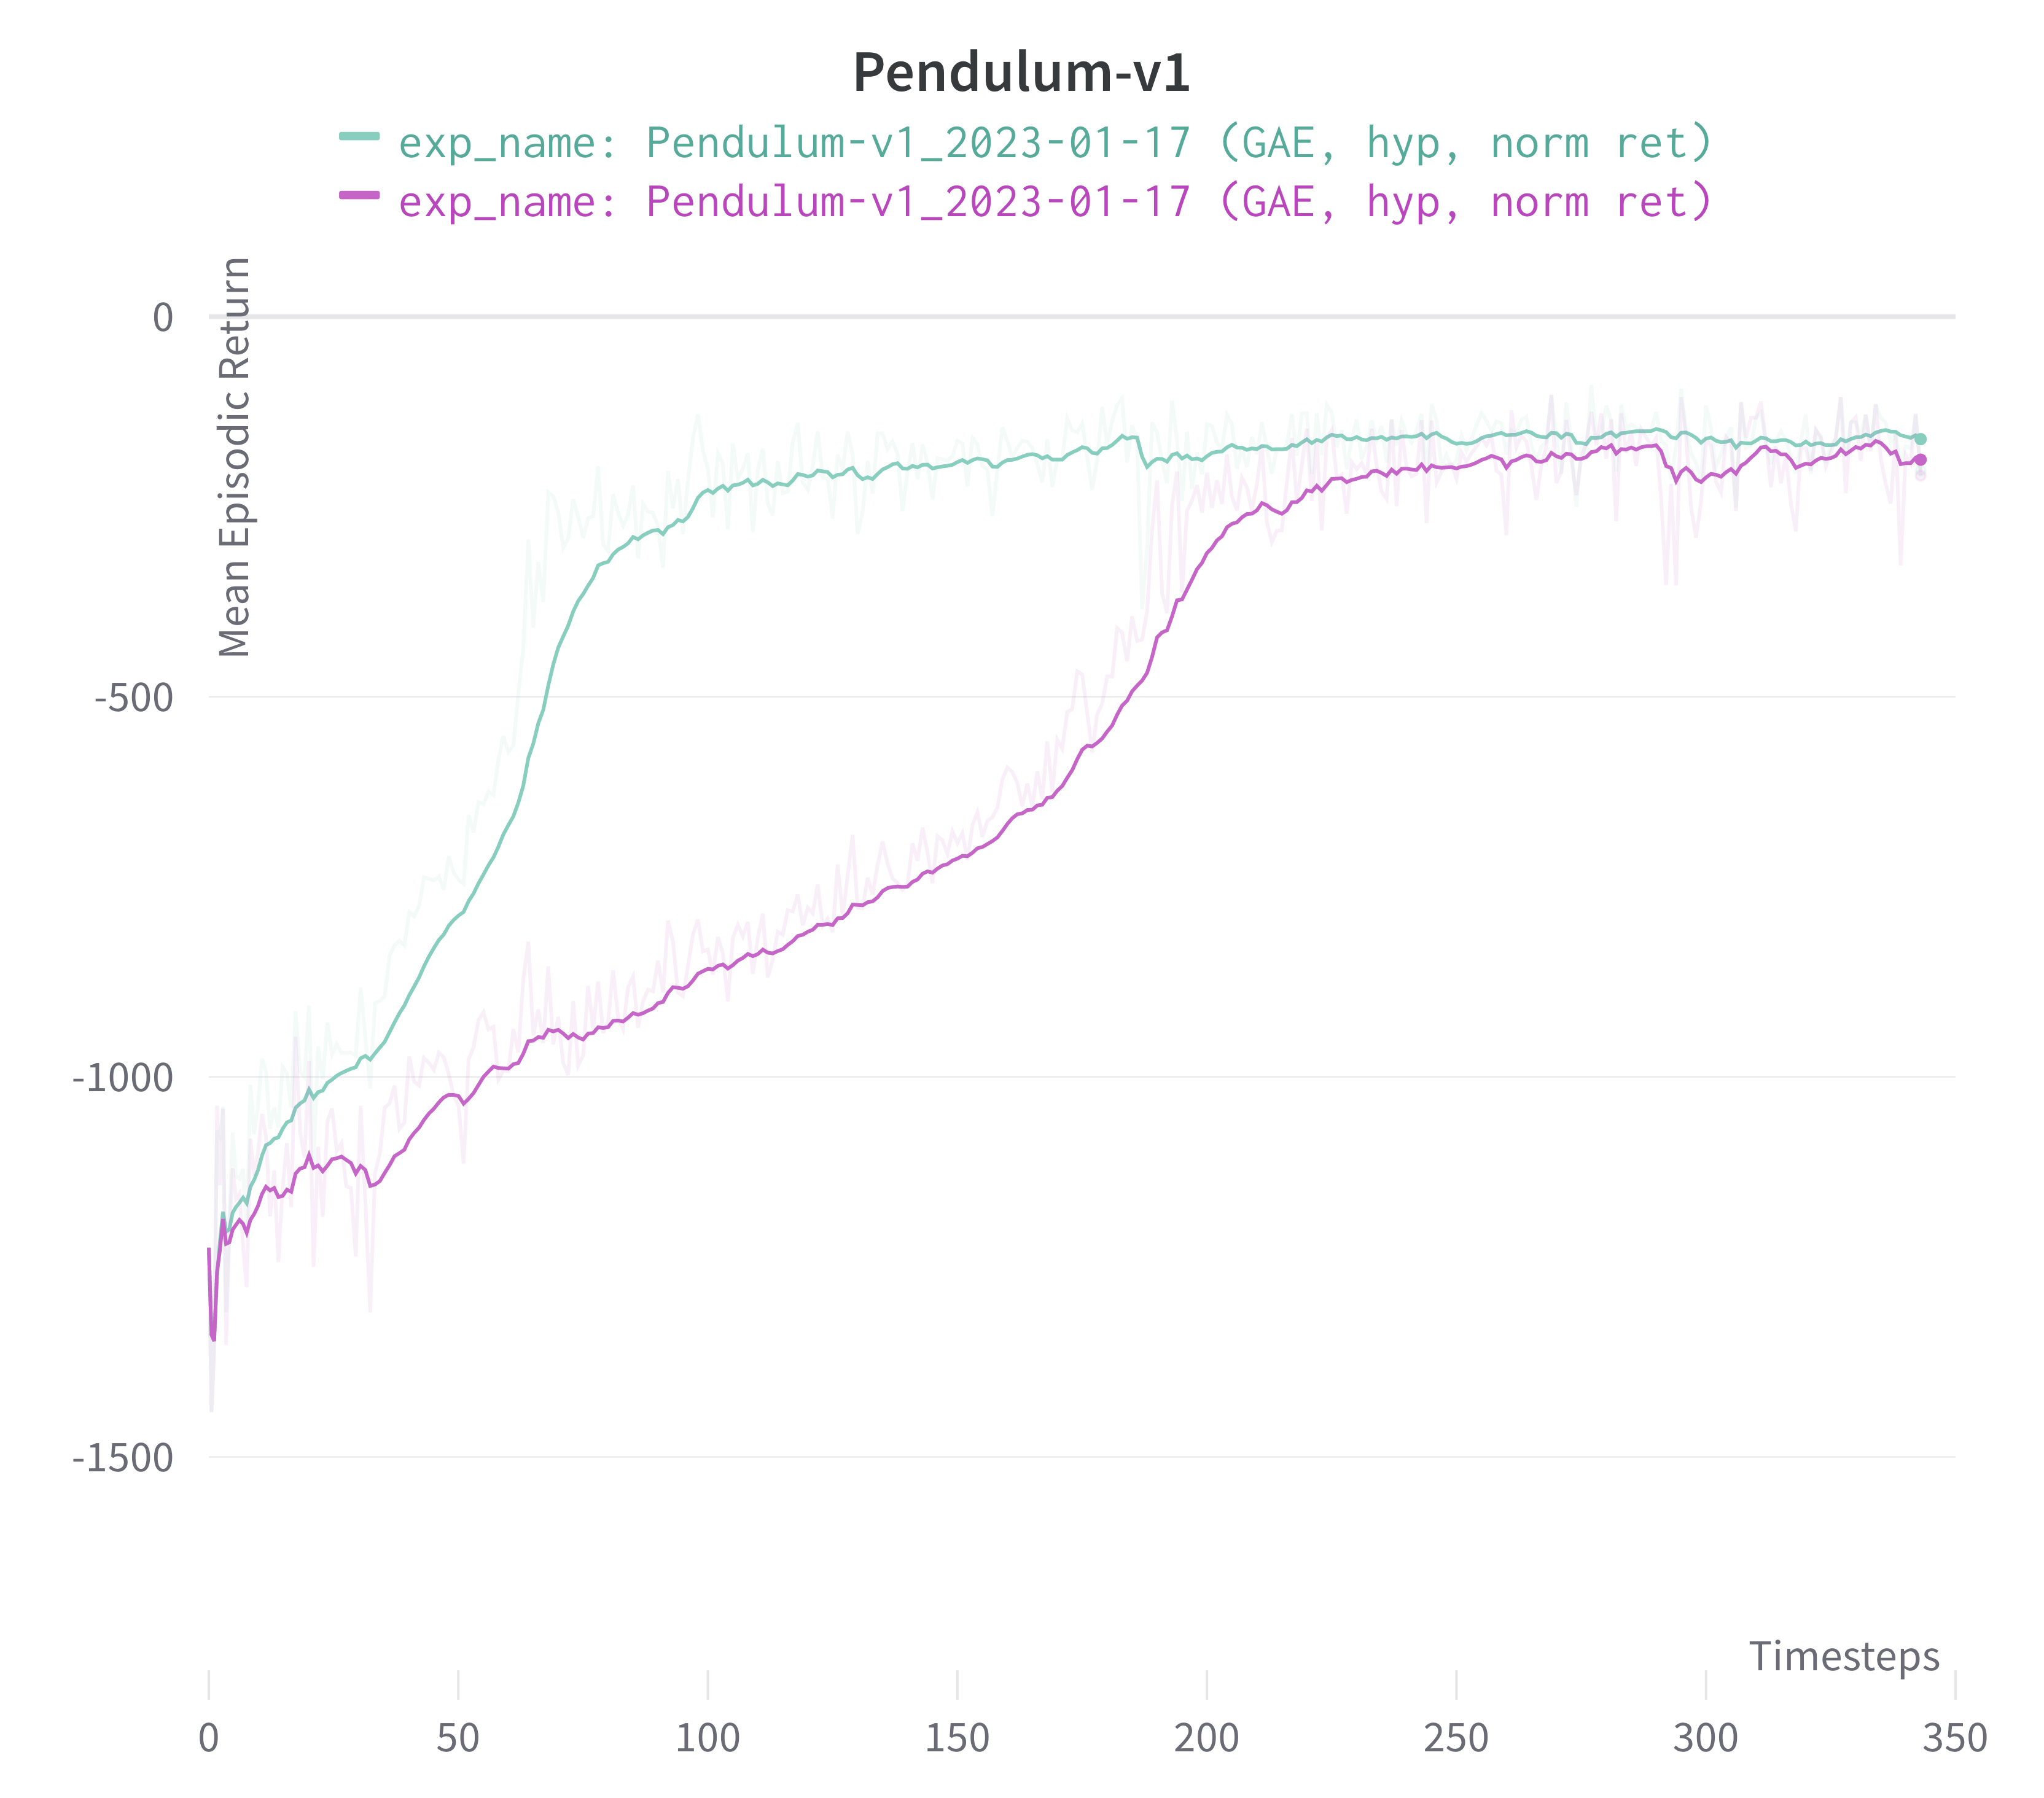 Pendulum-v1
exp_name: Pendulum-v1_2023-01-17 (GAE, hyp, norm ret)
exp_name: Pendulum-v1_2023-01-17 (GAE, hyp, norm ret)
Mean Episodic Return
0
-500
-1000
-1500
Timesteps
0 50 100 150 200 250 300 350